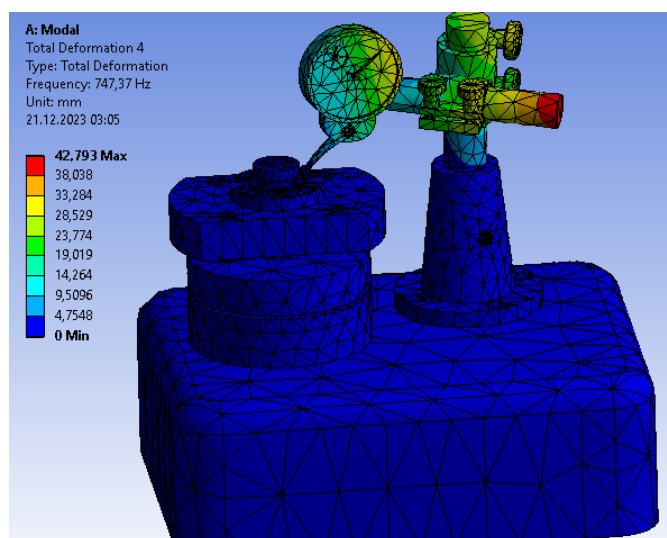 A: Modal
Total Deformation 4
Type: Total Deformation
Frequency: 747,37 Hz
Unit: mm
21.12.2023 03:05
42,793 Max
38,038
33,284
28,529
23,774
19,019
14,264
9,5096
4,7548
0 Min